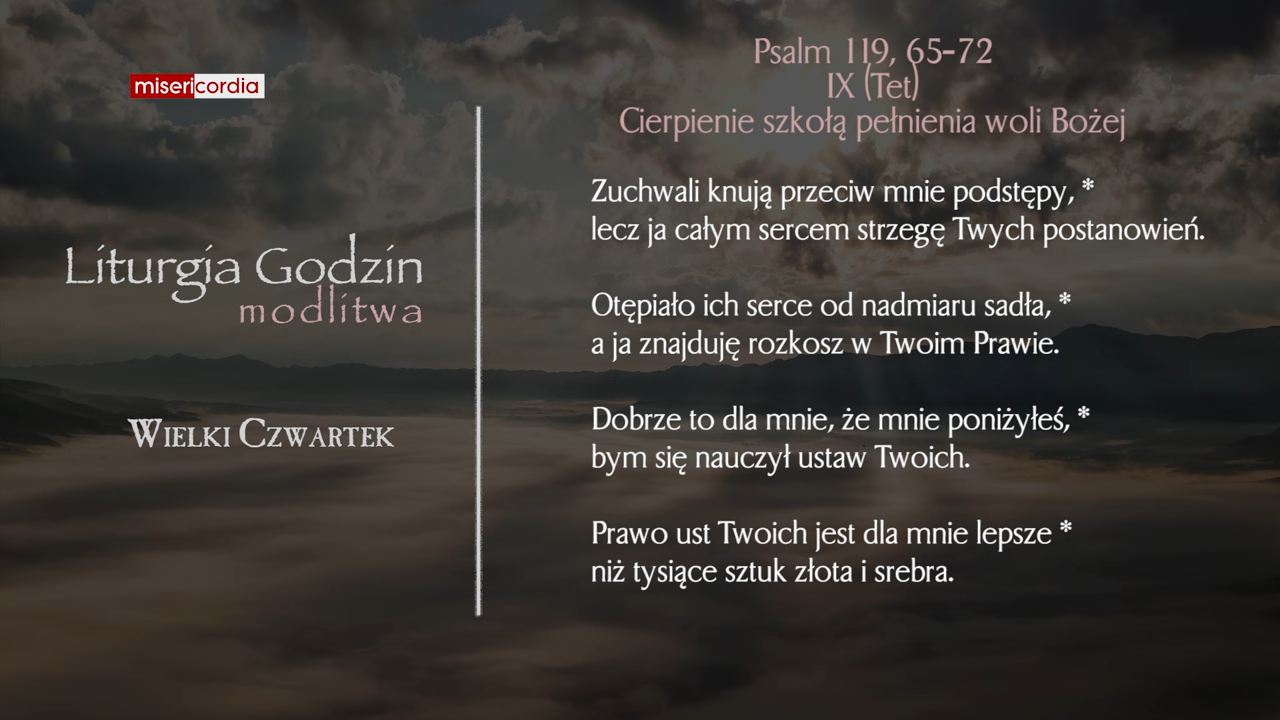 misericordia
Liturgia Godzin
modlitwa
Wielki Czwartek
Psalm 119, 65-72
IX (Tet)
Cierpienie szkołą pełnienia woli Bożej
Zuchwali knują przeciw mnie podstępy, *
lecz ja całym sercem strzegę Twych postanowień.
Otępiało ich serce od nadmiaru sadła, *
a ja znajduję rozkosz w Twoim Prawie.
Dobrze to dla mnie, że mnie poniżyłeś, *
bym się nauczył ustaw Twoich.
Prawo ust Twoich jest dla mnie lepsze *
niż tysiące sztuk złota i srebra.